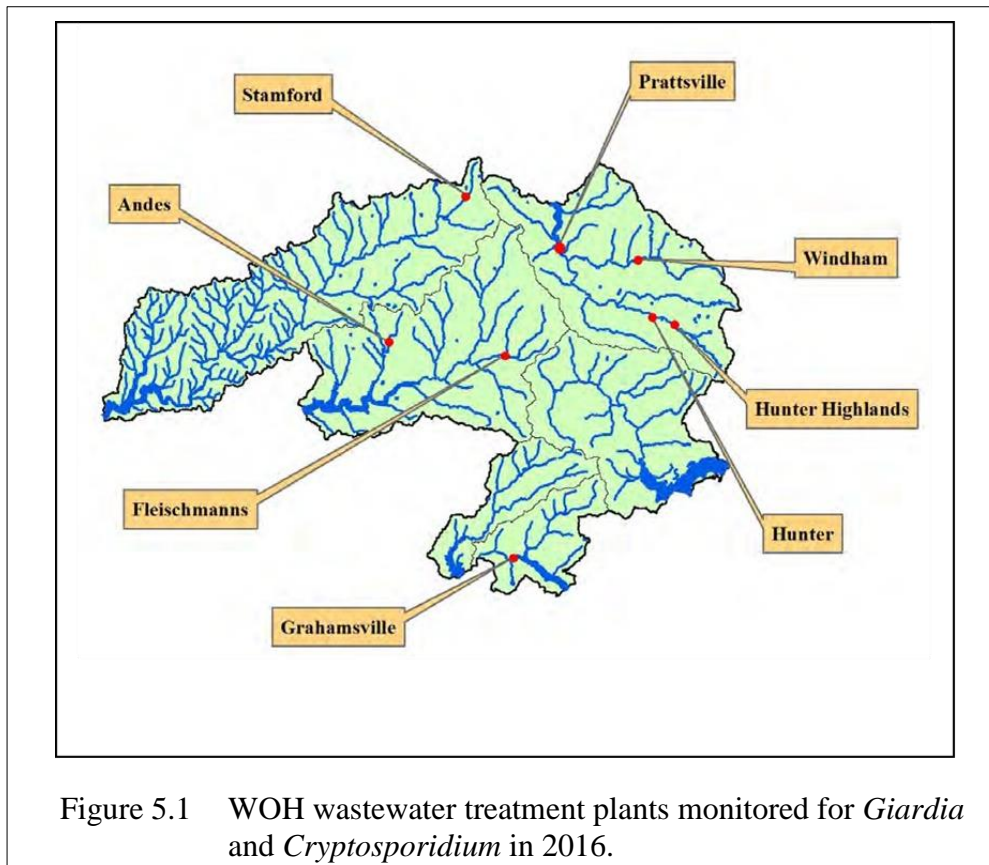 Prattsville
Stamford
Andes
Windham
Hunter Highlands
Fleischmanns
Hunter
Grahamsville
Figure 5.1 WOH wastewater treatment plants monitored for Giardia
and Cryptosporidium in 2016.